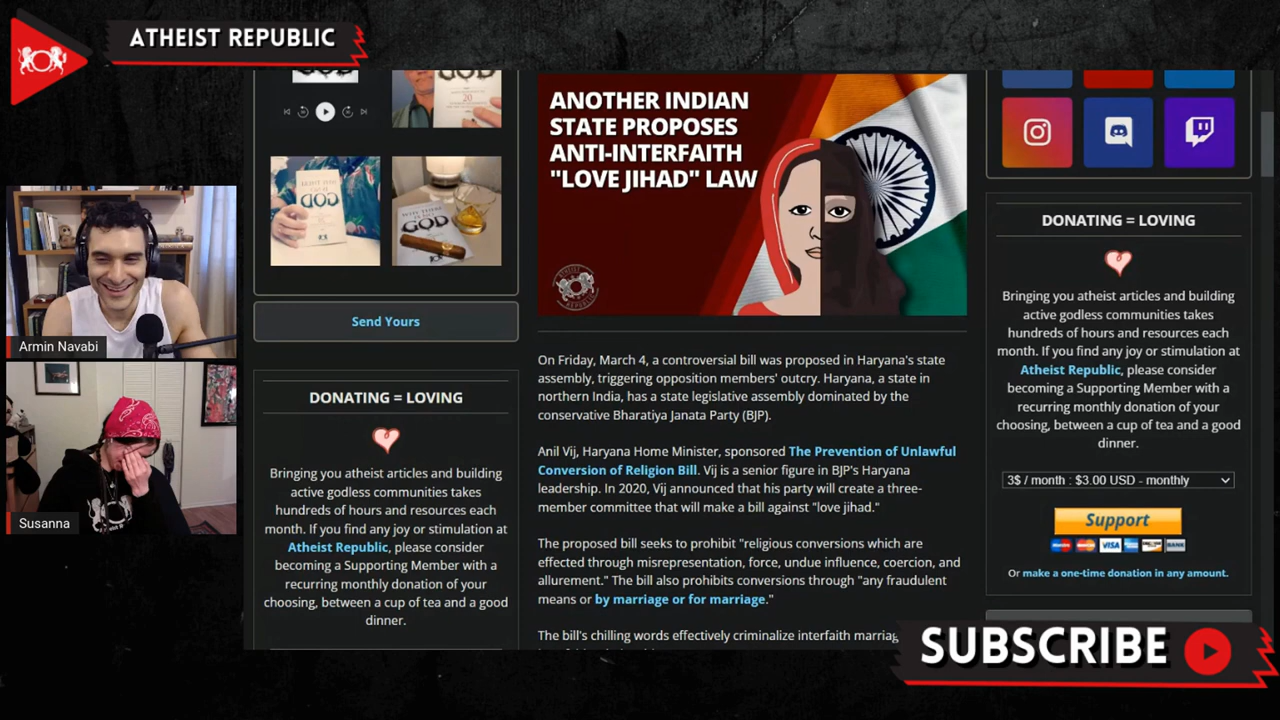 ATHEIST REPUBLIC
Armin Navabi
Susanna
GOD
GOD
GOD
GOD
Send Yours
DONATING = LOVING
Bringing you atheist articles and building
active godless communities takes
hundreds of hours and resources each
month. If you find any joy or stimulation at
Atheist Republic, please consider
becoming a Supporting Member with a
recurring monthly donation of your
choosing, between a cup of tea and a good
dinner.
ANOTHER INDIAN
STATE PROPOSES
ANTI-INTERFAITH
"LOVE JIHAD" LAW
ATHEIST
REPUBLIC
On Friday, March 4, a controversial bill was proposed in Haryana's state
assembly, triggering opposition members' outcry. Haryana, a state in
northern India, has a state legislative assembly dominated by the
conservative Bharatiya Janata Party (BJP).
Anil Vij, Haryana Home Minister, sponsored The Prevention of Unlawful
Conversion of Religion Bill. Vij is a senior figure in BJP's Haryana
leadership. In 2020, Vij announced that his party will create a three-
member committee that will make a bill against "love jihad."
The proposed bill seeks to prohibit "religious conversions which are
effected through misrepresentation, force, undue influence, coercion, and
allurement." The bill also prohibits conversions through "any fraudulent
means or by marriage or for marriage."
The bill's chilling words effectively criminalize interfaith
DONATING = LOVING
Bringing you atheist articles and building
active godless communities takes
hundreds of hours and resources each
month. If you find any joy or stimulation at
Atheist Republic, please consider
becoming a Supporting Member with a
recurring monthly donation of your
choosing, between a cup of tea and a good
dinner.
3$ / month : $3.00 USD - monthly
Support
VISA
BANK
Or make a one-time donation in any amount.
SUBSCRIBE